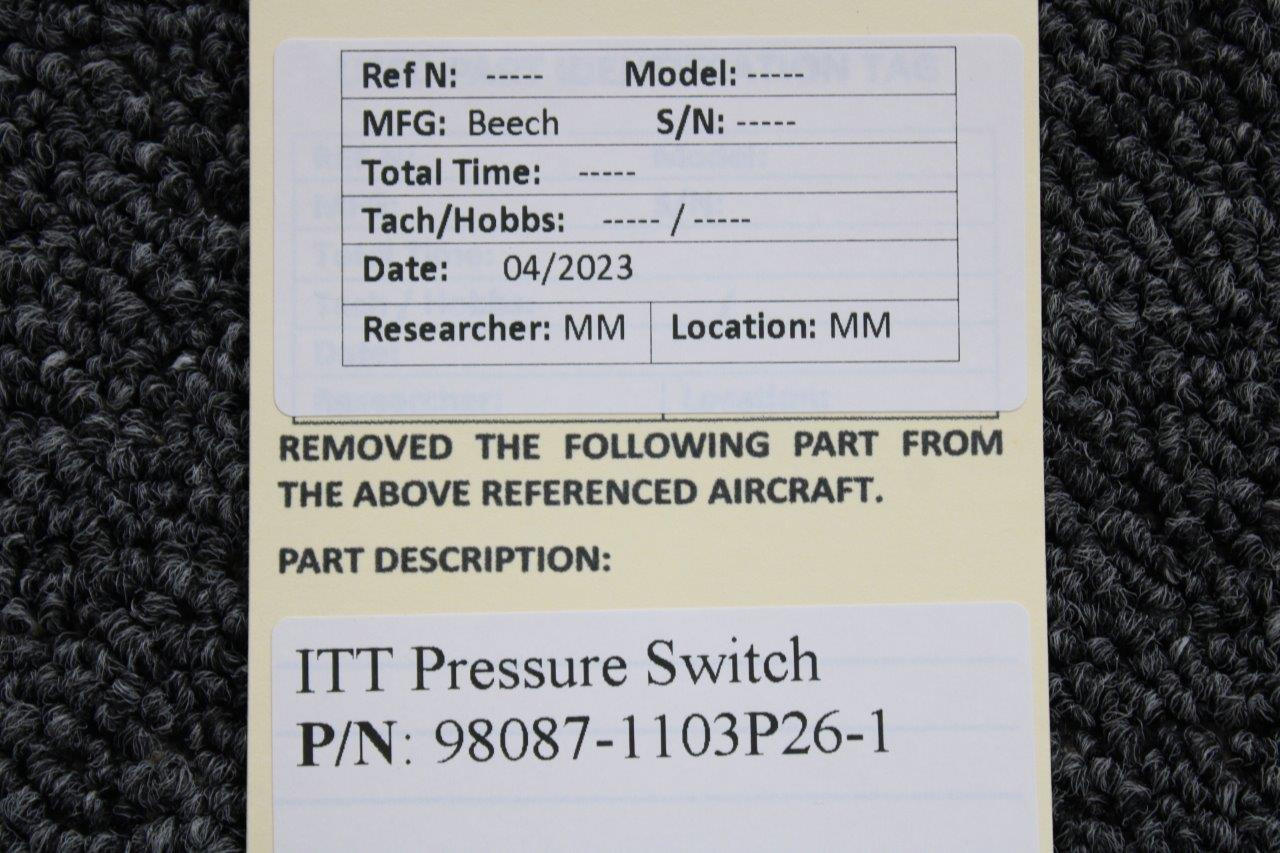 Ref N: ----- Model: -----
MFG: Beech S/N: -----
Total Time: -----
Tach/Hobbs: ----- / -----
Date: 04/2023
Researcher: MM Location: MM
REMOVED THE FOLLOWING PART FROM
THE ABOVE REFERENCED AIRCRAFT.
PART DESCRIPTION:
ITT Pressure Switch
P/N: 98087-1103P26-1